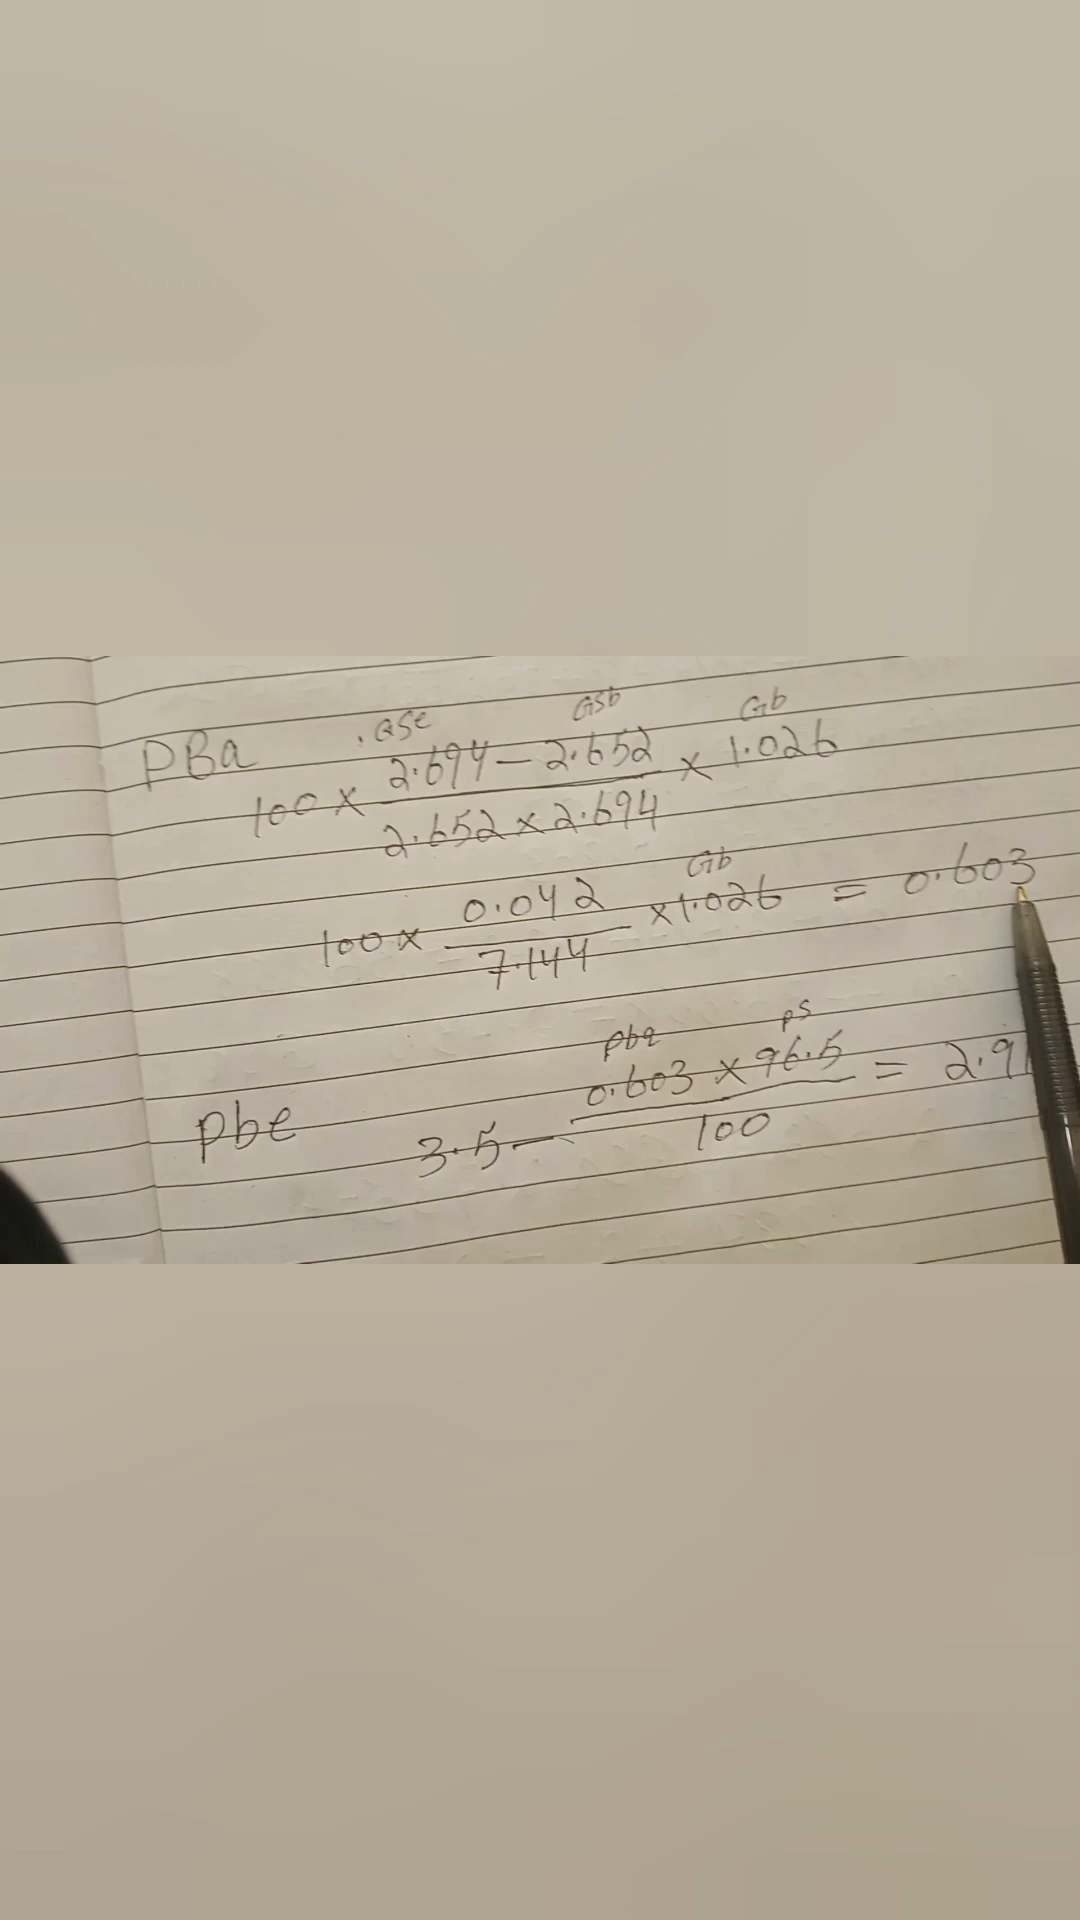 PBa
Gse Gsb Gb
100 × 2.694 – 2.652 / 2.652 × 2.694 × 1.026
Gb
100 × 0.042 / 7.144 × 1.026 = 0.603
pba ps
pbe 3.5 – 0.603 × 96.5 / 100 = 2.9